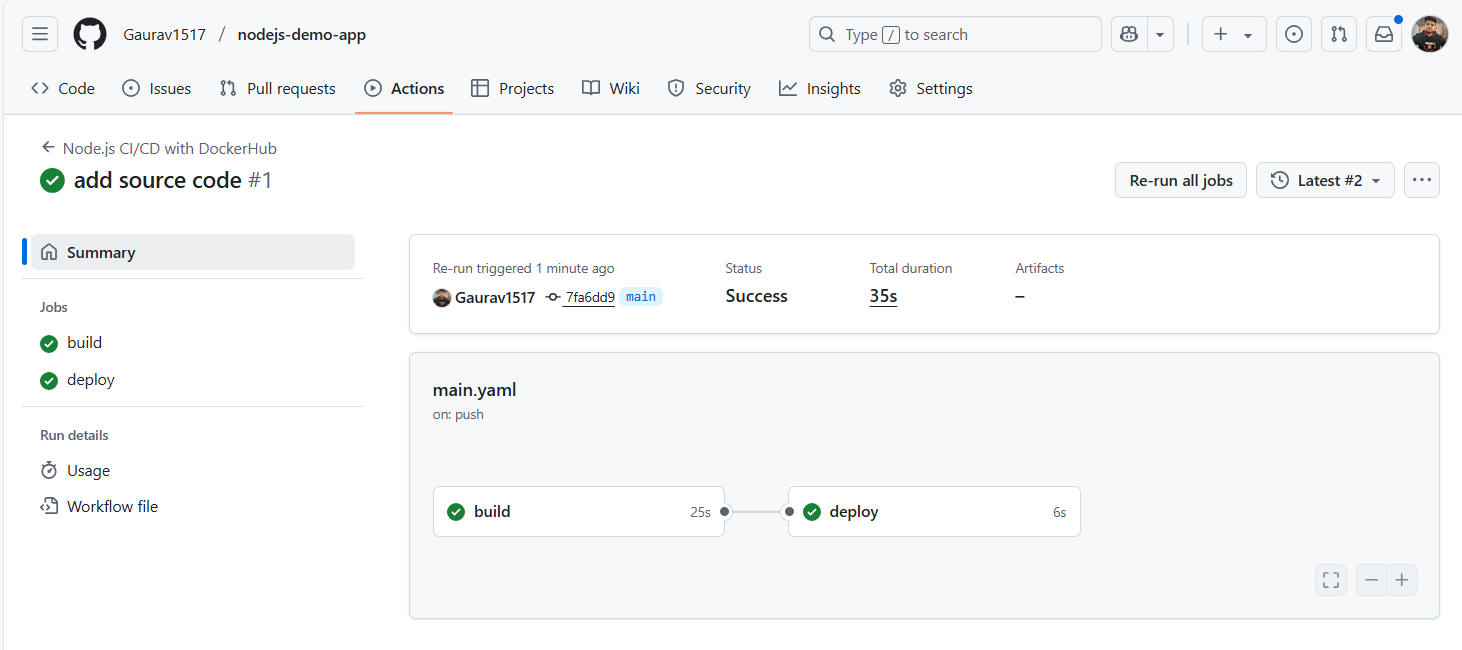 Gaurav1517 / nodejs-demo-app
Type / to search
Code Issues Pull requests Actions Projects Wiki Security Insights Settings
Node.js CI/CD with DockerHub
add source code #1
Re-run all jobs
Latest #2
Summary
Jobs
build
deploy
Run details
Usage
Workflow file
Re-run triggered 1 minute ago
Gaurav1517 7fa6dd9 main
Status
Success
Total duration
35s
Artifacts
–
main.yaml
on: push
build 25s
deploy 6s